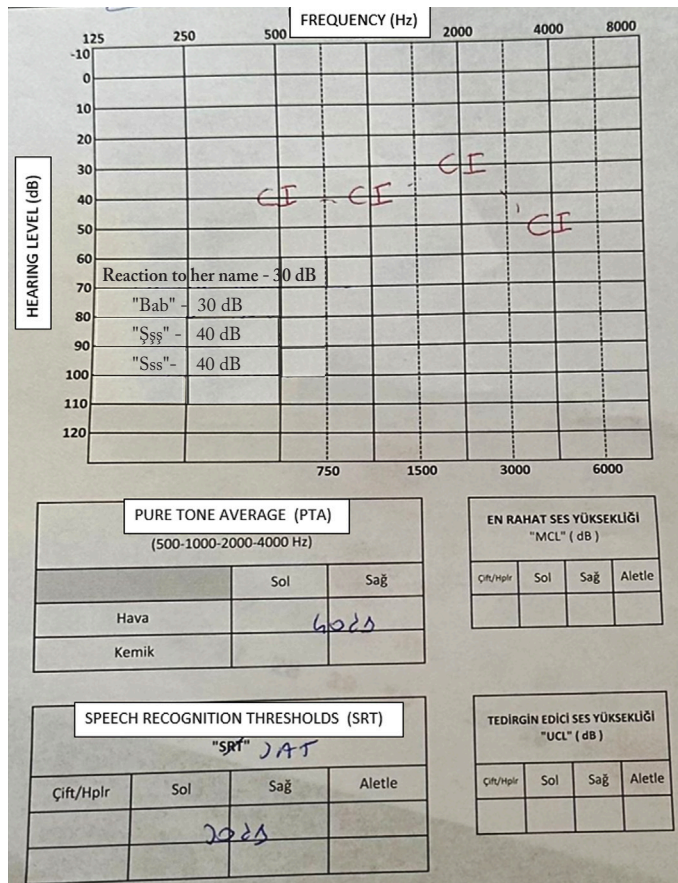 FREQUENCY (Hz)
125 250 500 2000 4000 8000
HEARING LEVEL (dB)
-10
0
10
20
30
40
50
60
70
80
90
100
110
120
CI CI CI CI
Reaction to her name - 30 dB
"Bab" - 30 dB
"Şşş" - 40 dB
"Sss"- 40 dB
750 1500 3000 6000
PURE TONE AVERAGE (PTA)
(500-1000-2000-4000 Hz)
Sol Sağ
Hava
40 dB
Kemik
EN RAHAT SES YÜKSEKLİĞİ
"MCL" ( dB )
Çift/Hplr Sol Sağ Aletle
SPEECH RECOGNITION THRESHOLDS (SRT)
"SRT" SAT
Çift/Hplr Sol Sağ Aletle
TEDİRGİN EDİCİ SES YÜKSEKLİĞİ
"UCL" ( dB )
Çift/Hplr Sol Sağ Aletle